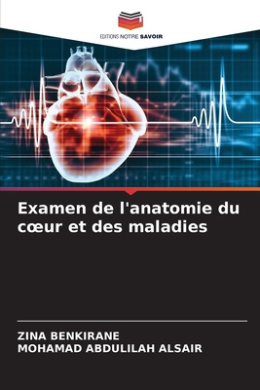 EDITIONS NOTRE SAVOIR
Examen de l'anatomie du
cœur et des maladies
ZINA BENKIRANE
MOHAMAD ABDULILAH ALSAIR